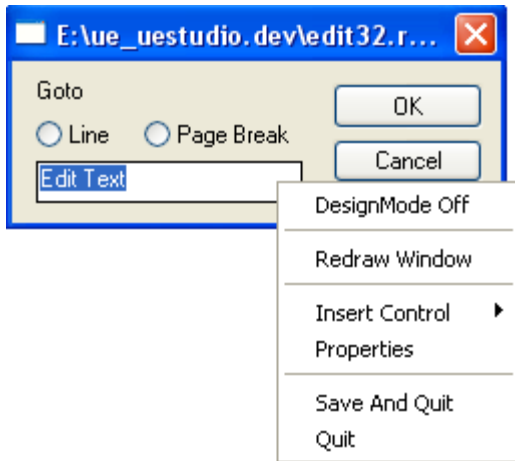 E:\ue_uestudio.dev\edit32.r...
Goto
Line
Page Break
OK
Cancel
Edit Text
DesignMode Off
Redraw Window
Insert Control
Properties
Save And Quit
Quit